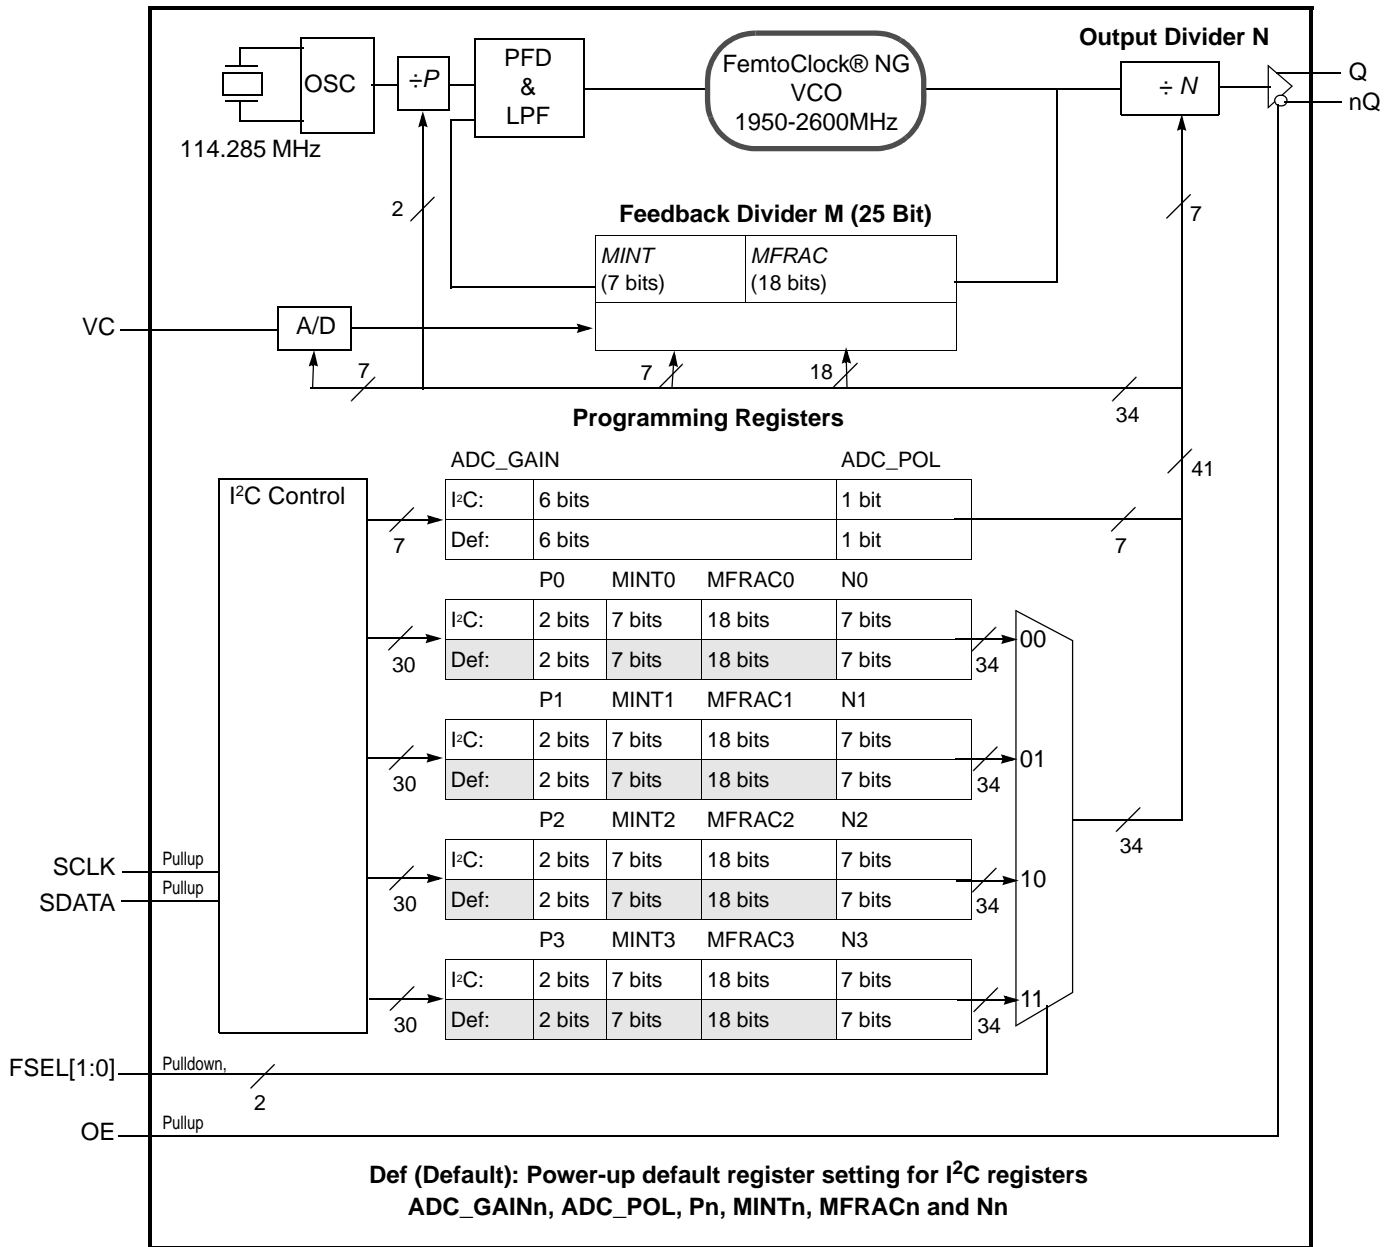 Output Divider N
OSC
÷P
PFD
&
LPF
FemtoClock® NG
VCO
1950-2600MHz
÷ N
Q
nQ
114.285 MHz
2
7
Feedback Divider M (25 Bit)
MINT
(7 bits)
MFRAC
(18 bits)
VC
A/D
7
7
18
34
Programming Registers
41
ADC_GAIN
ADC_POL
I²C Control
7
I²C:
6 bits
1 bit
Def:
6 bits
1 bit
7
P0
MINT0
MFRAC0
N0
30
I²C:
2 bits
7 bits
18 bits
7 bits
Def:
2 bits
7 bits
18 bits
7 bits
34
00
P1
MINT1
MFRAC1
N1
30
I²C:
2 bits
7 bits
18 bits
7 bits
Def:
2 bits
7 bits
18 bits
7 bits
34
01
34
P2
MINT2
MFRAC2
N2
30
I²C:
2 bits
7 bits
18 bits
7 bits
Def:
2 bits
7 bits
18 bits
7 bits
34
10
P3
MINT3
MFRAC3
N3
30
I²C:
2 bits
7 bits
18 bits
7 bits
Def:
2 bits
7 bits
18 bits
7 bits
34
11
SCLK
Pullup
SDATA
Pullup
FSEL[1:0]
Pulldown,
2
OE
Pullup
Def (Default): Power-up default register setting for I²C registers
ADC_GAINn, ADC_POL, Pn, MINTn, MFRACn and Nn